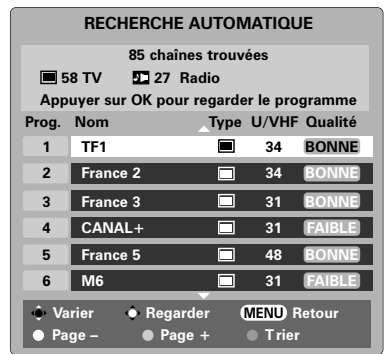 RECHERCHE AUTOMATIQUE
85 chaînes trouvées
58 TV 27 Radio
Appuyer sur OK pour regarder le programme
Prog. Nom Type U/VHF Qualité
1 TF1 34 BONNE
2 France 2 34 BONNE
3 France 3 31 BONNE
4 CANAL+ 31 FAIBLE
5 France 5 48 BONNE
6 M6 31 FAIBLE
Varier Regarder MENU Retour
Page – Page + Trier